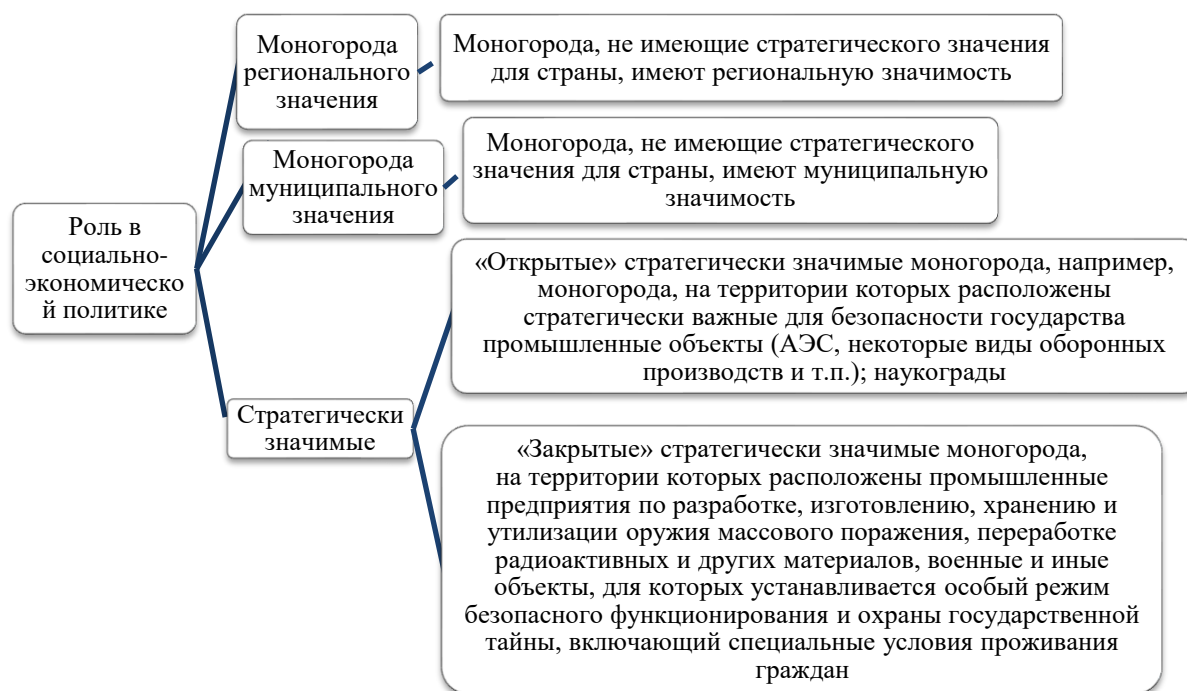 Моногорода
регионального
значения
Моногорода, не имеющие стратегического значения
для страны, имеют региональную значимость
Моногорода
муниципального
значения
Моногорода, не имеющие стратегического
значения для страны, имеют муниципальную
значимость
Роль в
социально-
экономическо
й политике
«Открытые» стратегически значимые моногорода, например,
моногорода, на территории которых расположены
стратегически важные для безопасности государства
промышленные объекты (АЭС, некоторые виды оборонных
производств и т.п.); наукограды
Стратегически
значимые
«Закрытые» стратегически значимые моногорода,
на территории которых расположены промышленные
предприятия по разработке, изготовлению, хранению и
утилизации оружия массового поражения, переработке
радиоактивных и других материалов, военные и иные
объекты, для которых устанавливается особый режим
безопасного функционирования и охраны государственной
тайны, включающий специальные условия проживания
граждан